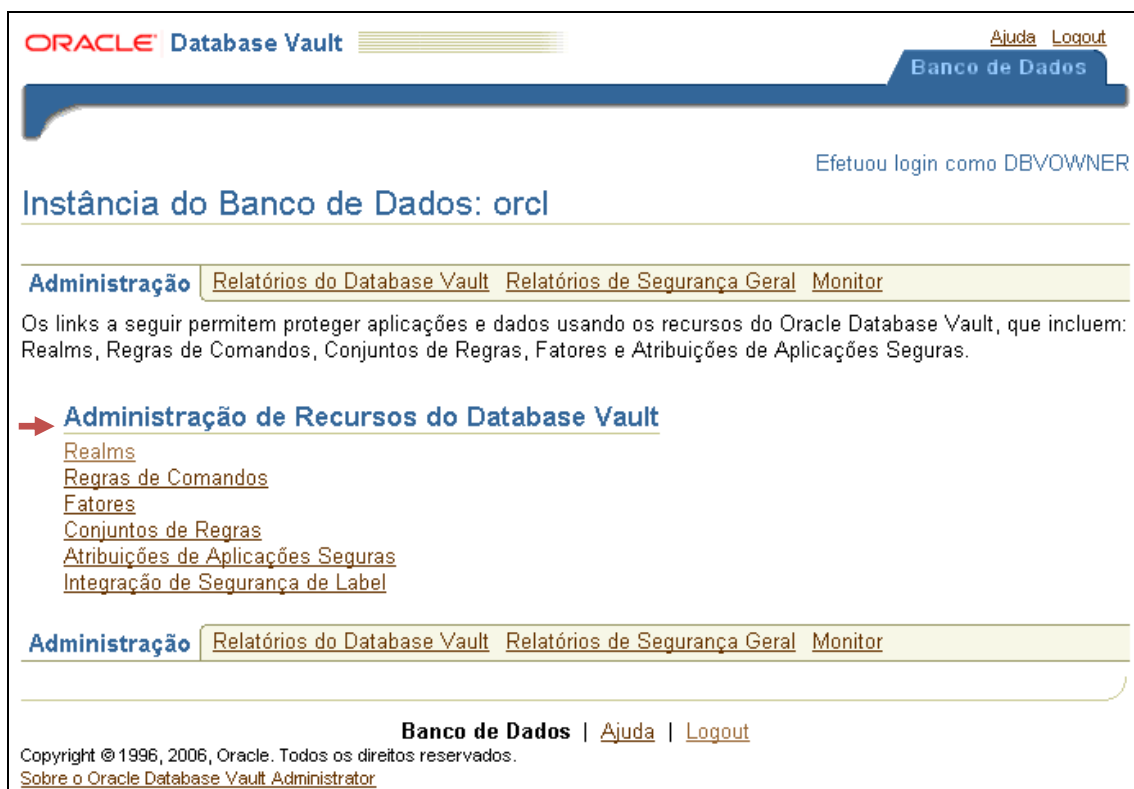 ORACLE Database Vault
Ajuda Logout
Banco de Dados
Efetuou login como DBVOWNER
Instância do Banco de Dados: orcl
Administração Relatórios do Database Vault Relatórios de Segurança Geral Monitor
Os links a seguir permitem proteger aplicações e dados usando os recursos do Oracle Database Vault, que incluem:
Realms, Regras de Comandos, Conjuntos de Regras, Fatores e Atribuições de Aplicações Seguras.
Administração de Recursos do Database Vault
Realms
Regras de Comandos
Fatores
Conjuntos de Regras
Atribuições de Aplicações Seguras
Integração de Segurança de Label
Administração Relatórios do Database Vault Relatórios de Segurança Geral Monitor
Banco de Dados | Ajuda | Logout
Copyright © 1996, 2006, Oracle. Todos os direitos reservados.
Sobre o Oracle Database Vault Administrator